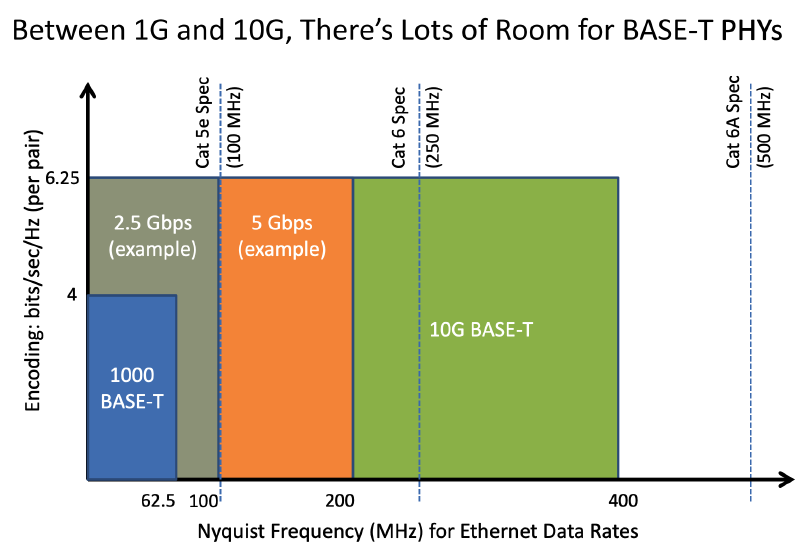 Between 1G and 10G, There's Lots of Room for BASE-T PHYs
Cat 5e Spec
(100 MHz)
Cat 6 Spec
(250 MHz)
Cat 6A Spec
(500 MHz)
Encoding: bits/sec/Hz (per pair)
6.25
4
2.5 Gbps
(example)
5 Gbps
(example)
10G BASE-T
1000
BASE-T
62.5
100
200
400
Nyquist Frequency (MHz) for Ethernet Data Rates